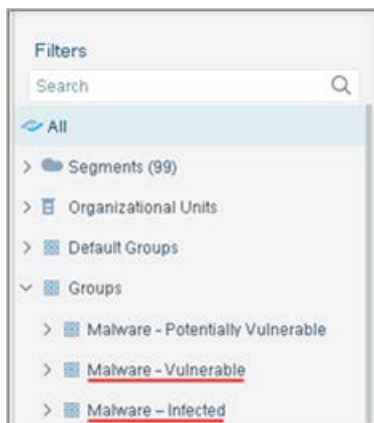 Filters
Search
All
Segments (99)
Organizational Units
Default Groups
Groups
Malware - Potentially Vulnerable
Malware - Vulnerable
Malware – Infected